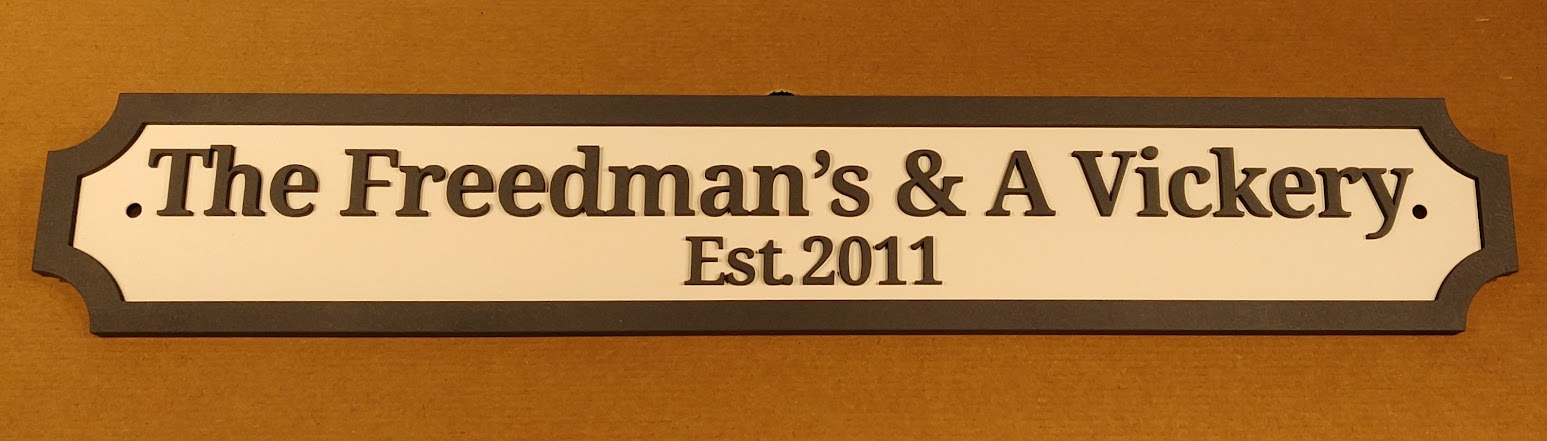 The Freedman's & A Vickery
Est.2011